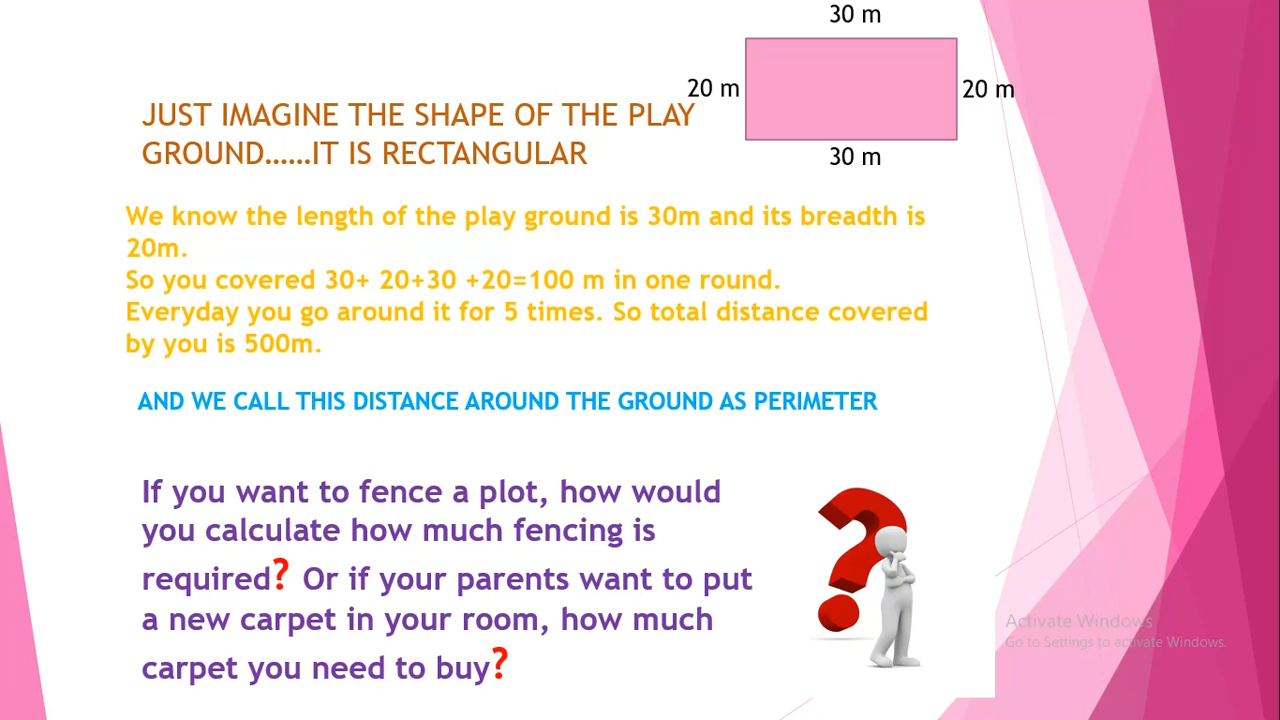 30 m
20 m
20 m
JUST IMAGINE THE SHAPE OF THE PLAY
GROUND......IT IS RECTANGULAR
30 m
We know the length of the play ground is 30m and its breadth is
20m.
So you covered 30+ 20+30 +20=100 m in one round.
Everyday you go around it for 5 times. So total distance covered
by you is 500m.
AND WE CALL THIS DISTANCE AROUND THE GROUND AS PERIMETER
If you want to fence a plot, how would
you calculate how much fencing is
required? Or if your parents want to put
a new carpet in your room, how much
carpet you need to buy?
Activate Windows
Go to Settings to activate Windows.